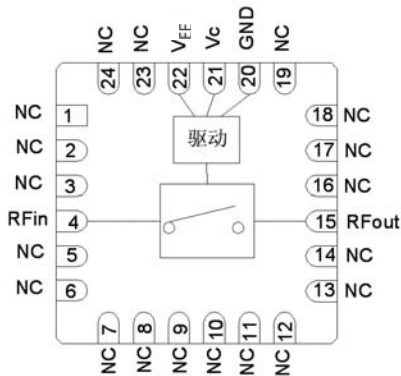 NC NC VEE Vc GND NC
24 23 22 21 20 19
NC 1 18 NC
驱动
NC 2 17 NC
NC 3 16 NC
RFin 4 15 RFout
NC 5 14 NC
NC 6 13 NC
7 8 9 10 11 12
NC NC NC NC NC NC